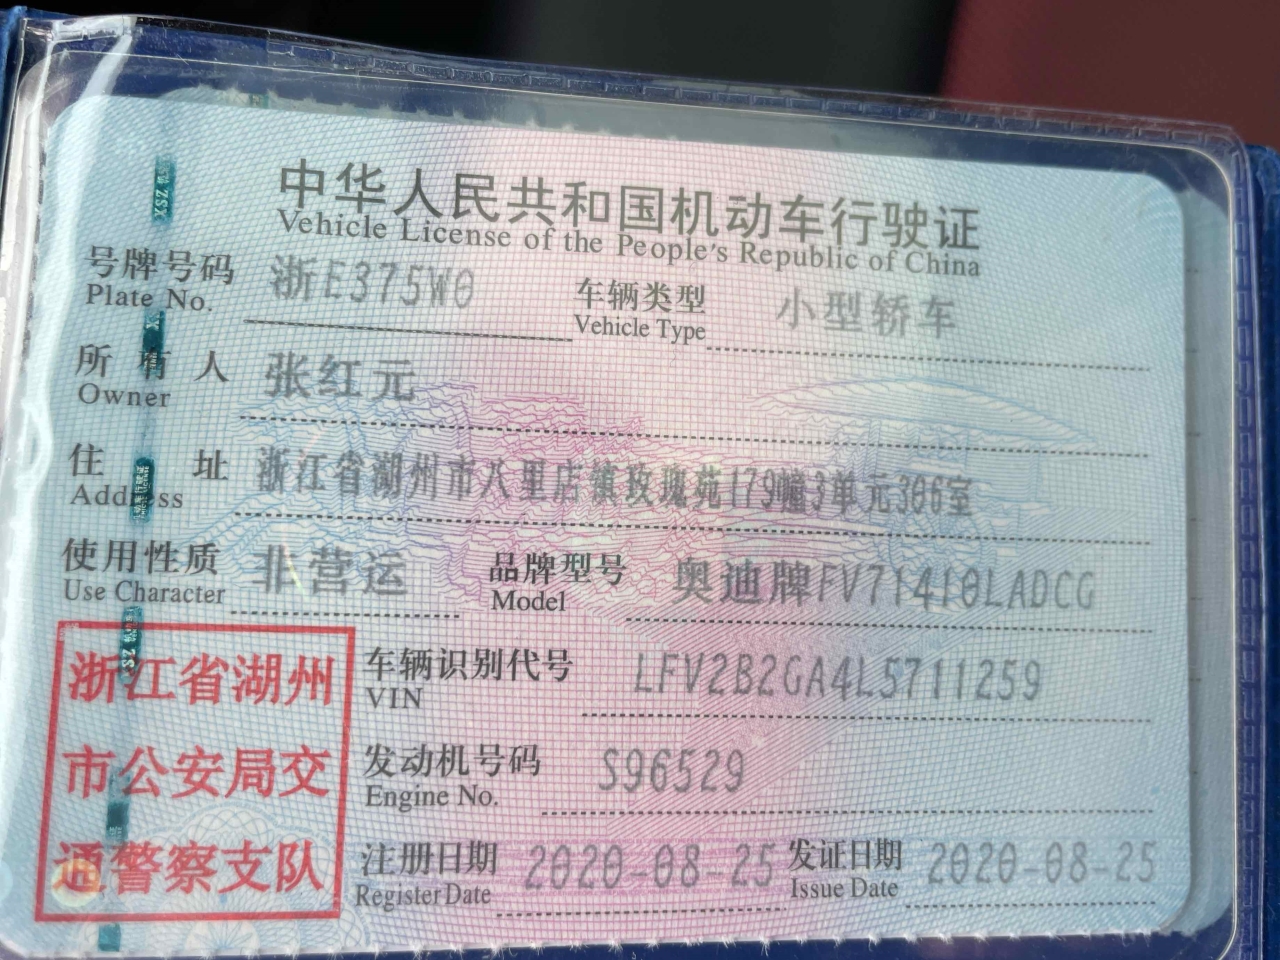 中华人民共和国机动车行驶证
Vehicle License of the People's Republic of China
号牌号码 浙E375W0 车辆类型 小型轿车
Plate No. Vehicle Type
所有人 张红元
Owner
住址 浙江省湖州市八里店镇玫瑰苑179幢3单元306室
Address
使用性质 非营运 品牌型号 奥迪牌FV7141BLADCG
Use Character Model
浙江省湖州
市公安局交
通警察支队
车辆识别代号 LFV2B2GA4L5711259
VIN
发动机号码 S96529
Engine No.
注册日期 2020-08-25 发证日期 2020-08-25
Register Date Issue Date